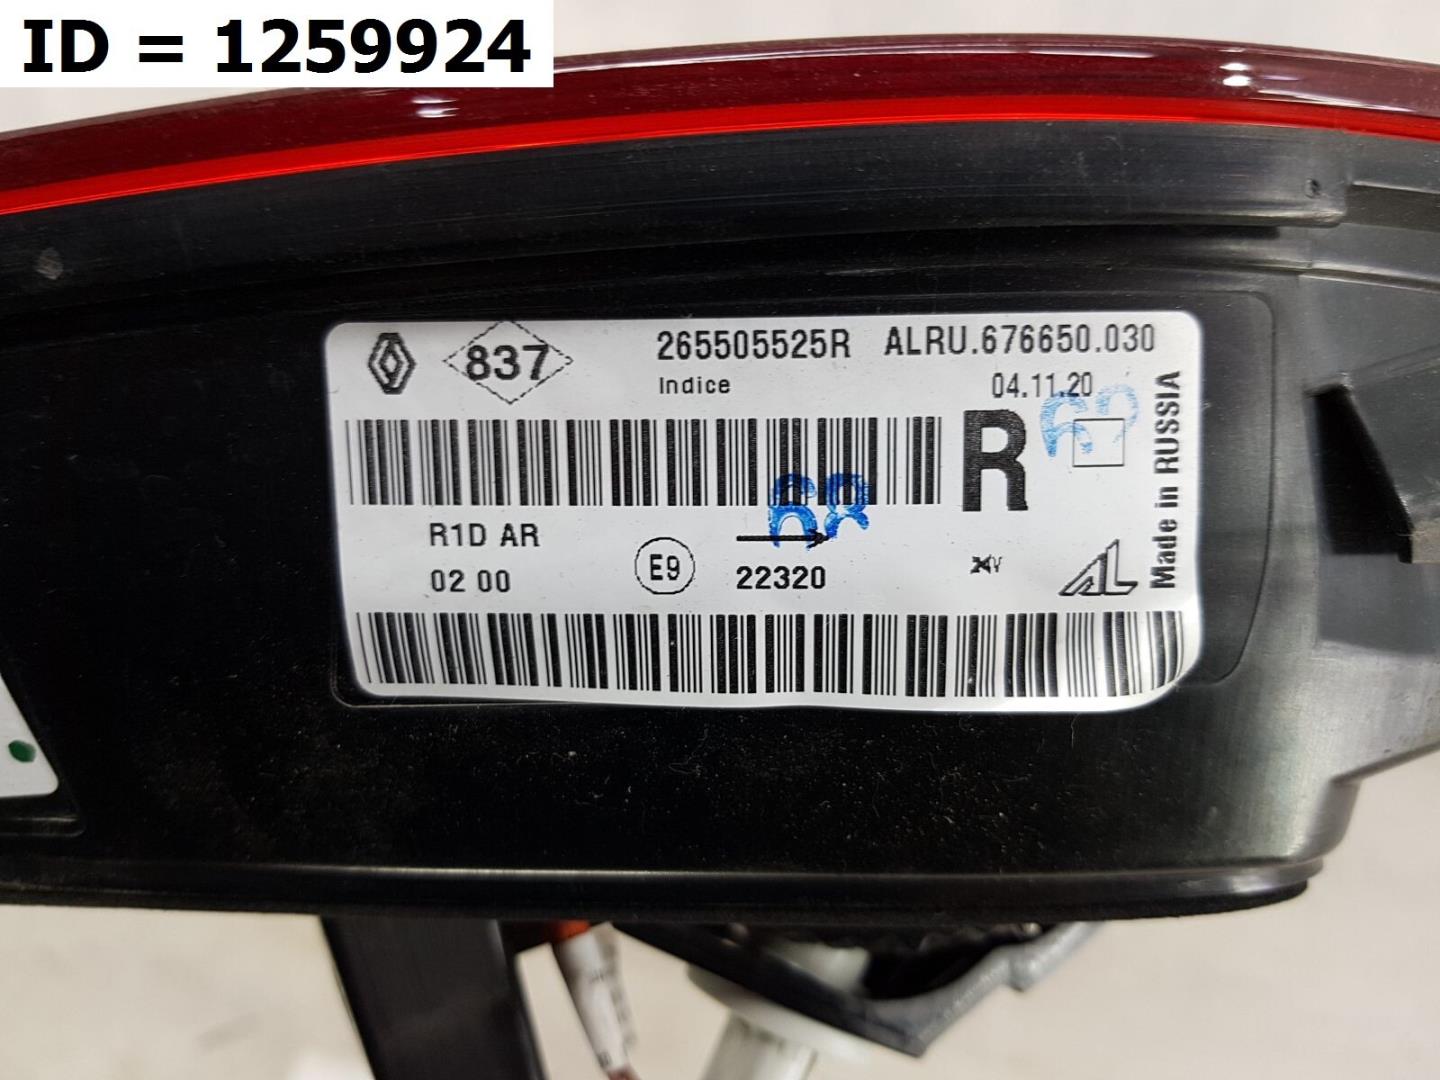 ID = 1259924
837
265505525R ALRU.676650.030
Indice
04.11.20
R
Made in RUSSIA
68
R1D AR
02 00
E9
22320
AL